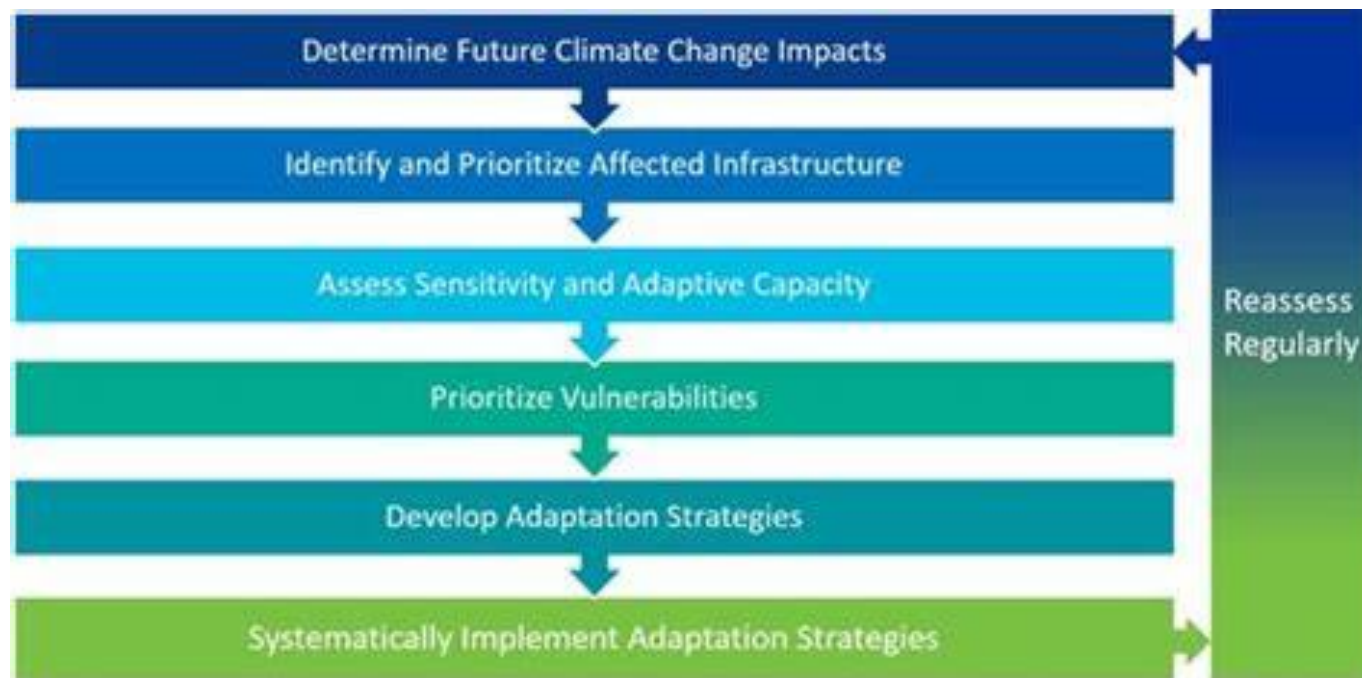 Determine Future Climate Change Impacts
Identify and Prioritize Affected Infrastructure
Assess Sensitivity and Adaptive Capacity
Prioritize Vulnerabilities
Develop Adaptation Strategies
Systematically Implement Adaptation Strategies
Reassess
Regularly